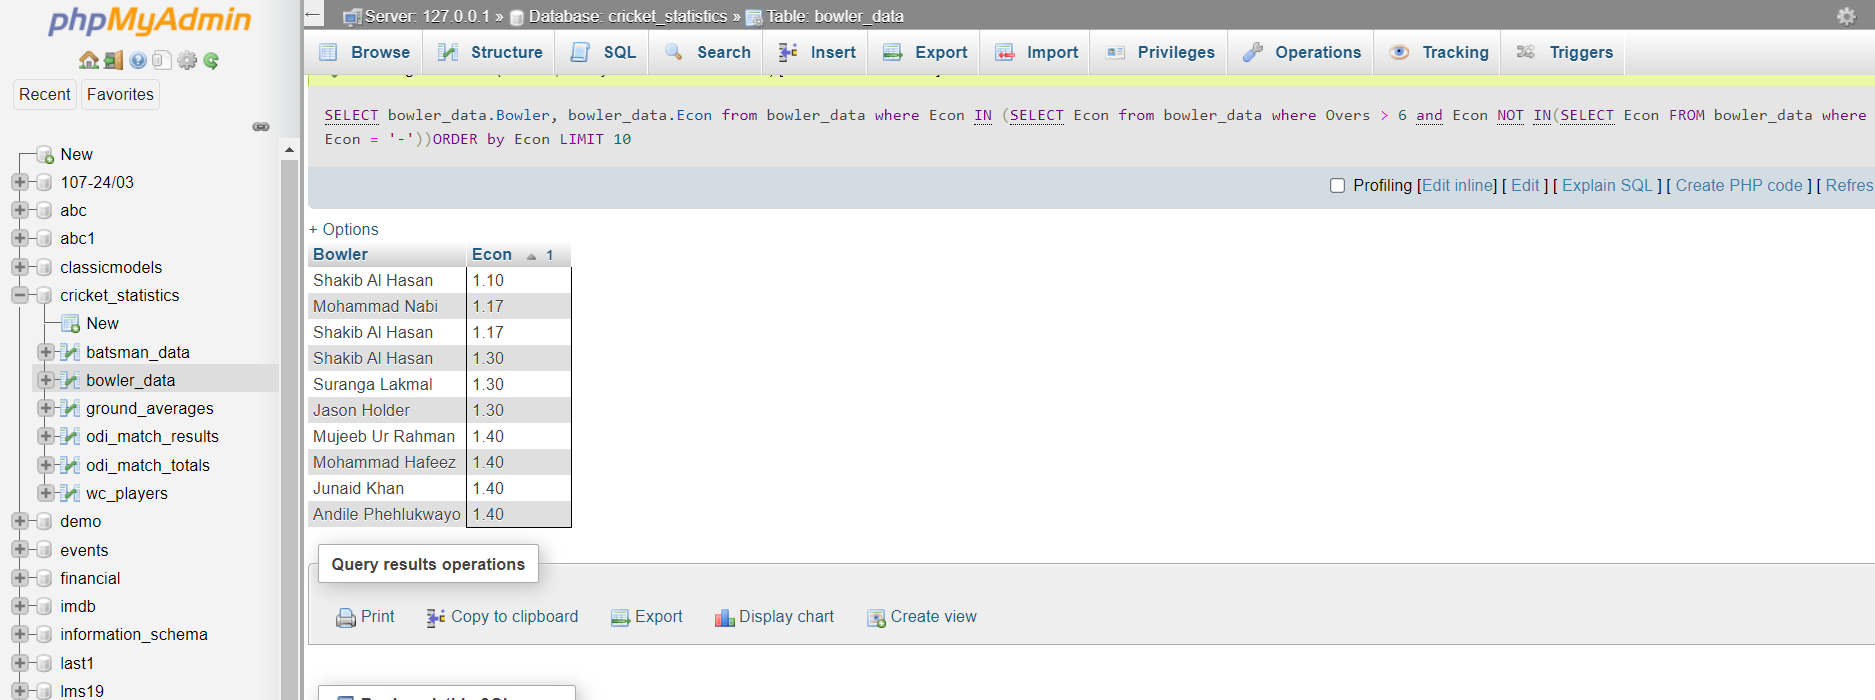 phpMyAdmin
Recent Favorites
New
107-24/03
abc
abc1
classicmodels
cricket_statistics
New
batsman_data
bowler_data
ground_averages
odi_match_results
odi_match_totals
wc_players
demo
events
financial
imdb
information_schema
last1
lms19
Server: 127.0.0.1 » Database: cricket_statistics » Table: bowler_data
Browse Structure SQL Search Insert Export Import Privileges Operations Tracking Triggers
SELECT bowler_data.Bowler, bowler_data.Econ from bowler_data where Econ IN (SELECT Econ from bowler_data where Overs > 6 and Econ NOT IN(SELECT Econ FROM bowler_data where
Econ = '-'))ORDER by Econ LIMIT 10
Profiling [Edit inline] [ Edit ] [ Explain SQL ] [ Create PHP code ] [ Refres
+ Options
Bowler Econ 1
Shakib Al Hasan 1.10
Mohammad Nabi 1.17
Shakib Al Hasan 1.17
Shakib Al Hasan 1.30
Suranga Lakmal 1.30
Jason Holder 1.30
Mujeeb Ur Rahman 1.40
Mohammad Hafeez 1.40
Junaid Khan 1.40
Andile Phehlukwayo 1.40
Query results operations
Print Copy to clipboard Export Display chart Create view